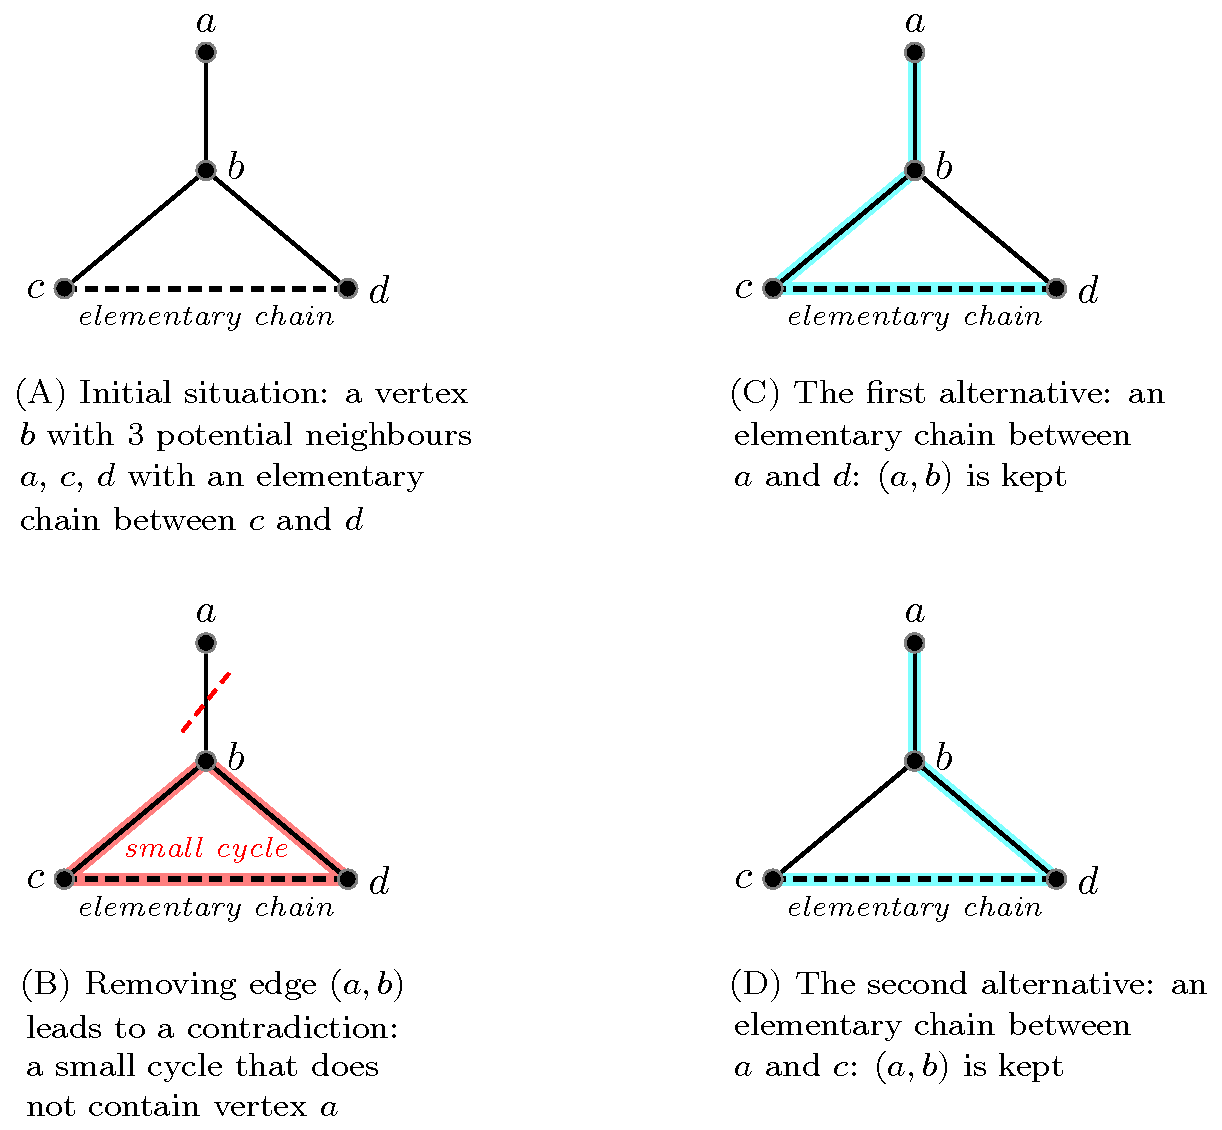 a
b
c
d
elementary chain
(A) Initial situation: a vertex
b with 3 potential neighbours
a, c, d with an elementary
chain between c and d
a
b
c
d
elementary chain
(C) The first alternative: an
elementary chain between
a and d: (a, b) is kept
a
b
small cycle
c
d
elementary chain
(B) Removing edge (a, b)
leads to a contradiction:
a small cycle that does
not contain vertex a
a
b
c
d
elementary chain
(D) The second alternative: an
elementary chain between
a and c: (a, b) is kept